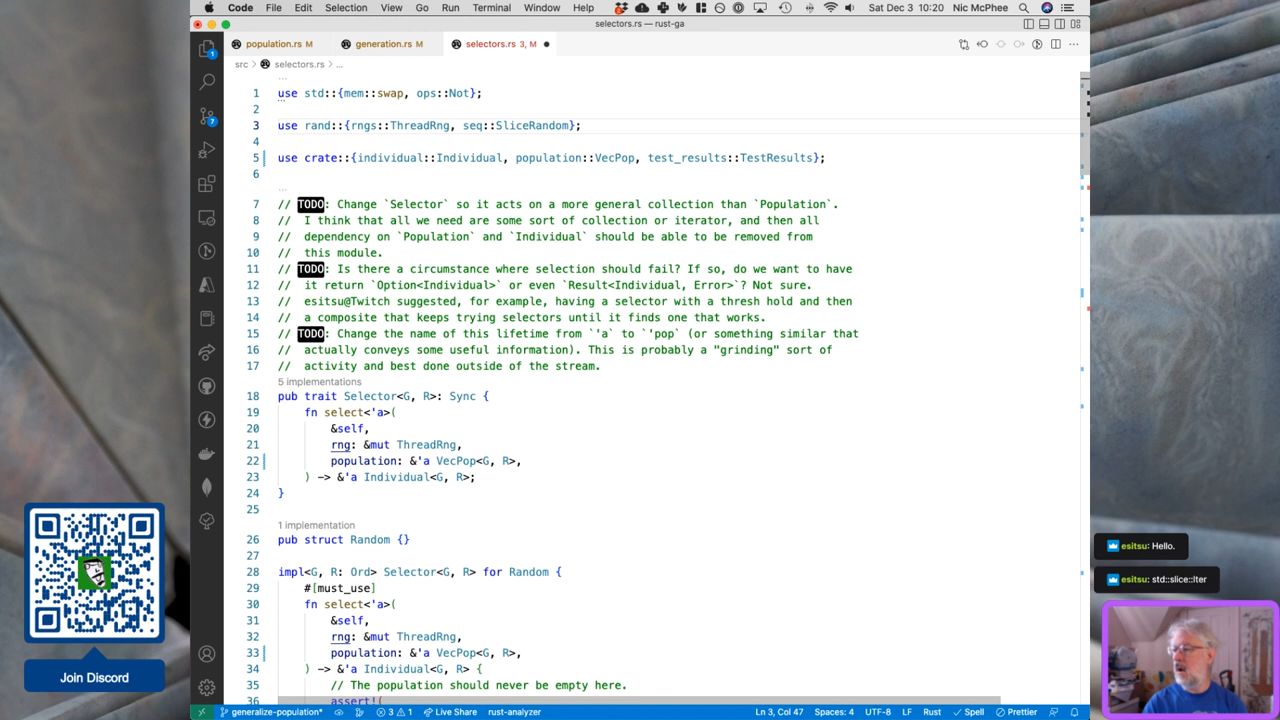 Code File Edit Selection View Go Run Terminal Window Help Sat Dec 3 10:20 Nic McPhee
selectors.rs — rust-ga
population.rs M generation.rs M selectors.rs 3, M
src > selectors.rs > ...
1 use std::{mem::swap, ops::Not};
2
3 use rand::{rngs::ThreadRng, seq::SliceRandom};
4
5 use crate::{individual::Individual, population::VecPop, test_results::TestResults};
6
7 // TODO: Change `Selector` so it acts on a more general collection than `Population`.
8 // I think that all we need are some sort of collection or iterator, and then all
9 // dependency on `Population` and `Individual` should be able to be removed from
10 // this module.
11 // TODO: Is there a circumstance where selection should fail? If so, do we want to have
12 // it return `Option<Individual>` or even `Result<Individual, Error>`? Not sure.
13 // esitsu@Twitch suggested, for example, having a selector with a thresh hold and then
14 // a composite that keeps trying selectors until it finds one that works.
15 // TODO: Change the name of this lifetime from `'a` to `'pop` (or something similar that
16 // actually conveys some useful information). This is probably a "grinding" sort of
17 // activity and best done outside of the stream.
5 implementations
18 pub trait Selector<G, R>: Sync {
19 fn select<'a>(
20 &self,
21 rng: &mut ThreadRng,
22 population: &'a VecPop<G, R>,
23 ) -> &'a Individual<G, R>;
24 }
25
1 implementation
26 pub struct Random {}
27
28 impl<G, R: Ord> Selector<G, R> for Random {
29 #[must_use]
30 fn select<'a>(
31 &self,
32 rng: &mut ThreadRng,
33 population: &'a VecPop<G, R>,
34 ) -> &'a Individual<G, R> {
35 // The population should never be empty here.
36 assert!(
generalize-population* 3 1 Live Share rust-analyzer Ln 3, Col 47 Spaces: 4 UTF-8 LF Rust Spell Prettier
1
7
Join Discord
esitsu: Hello.
esitsu: std::slice::Iter